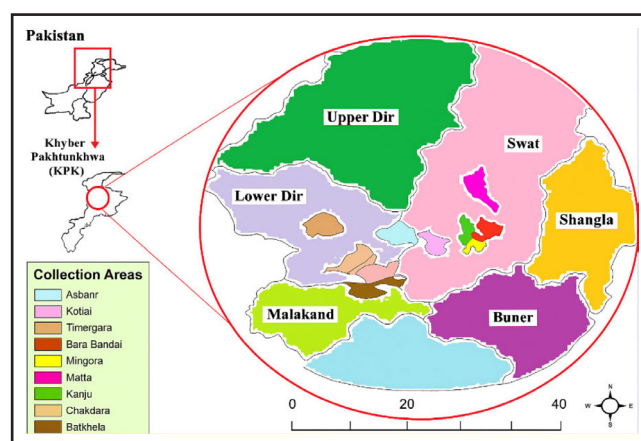 Pakistan
Khyber
Pakhtunkhwa
(KPK)
Upper Dir
Swat
Lower Dir
Shangla
Malakand
Buner
Collection Areas
Asbanr
Kotiai
Timergara
Bara Bandai
Mingora
Matta
Kanju
Chakdara
Batkhela
N
W
E
S
0
20
40